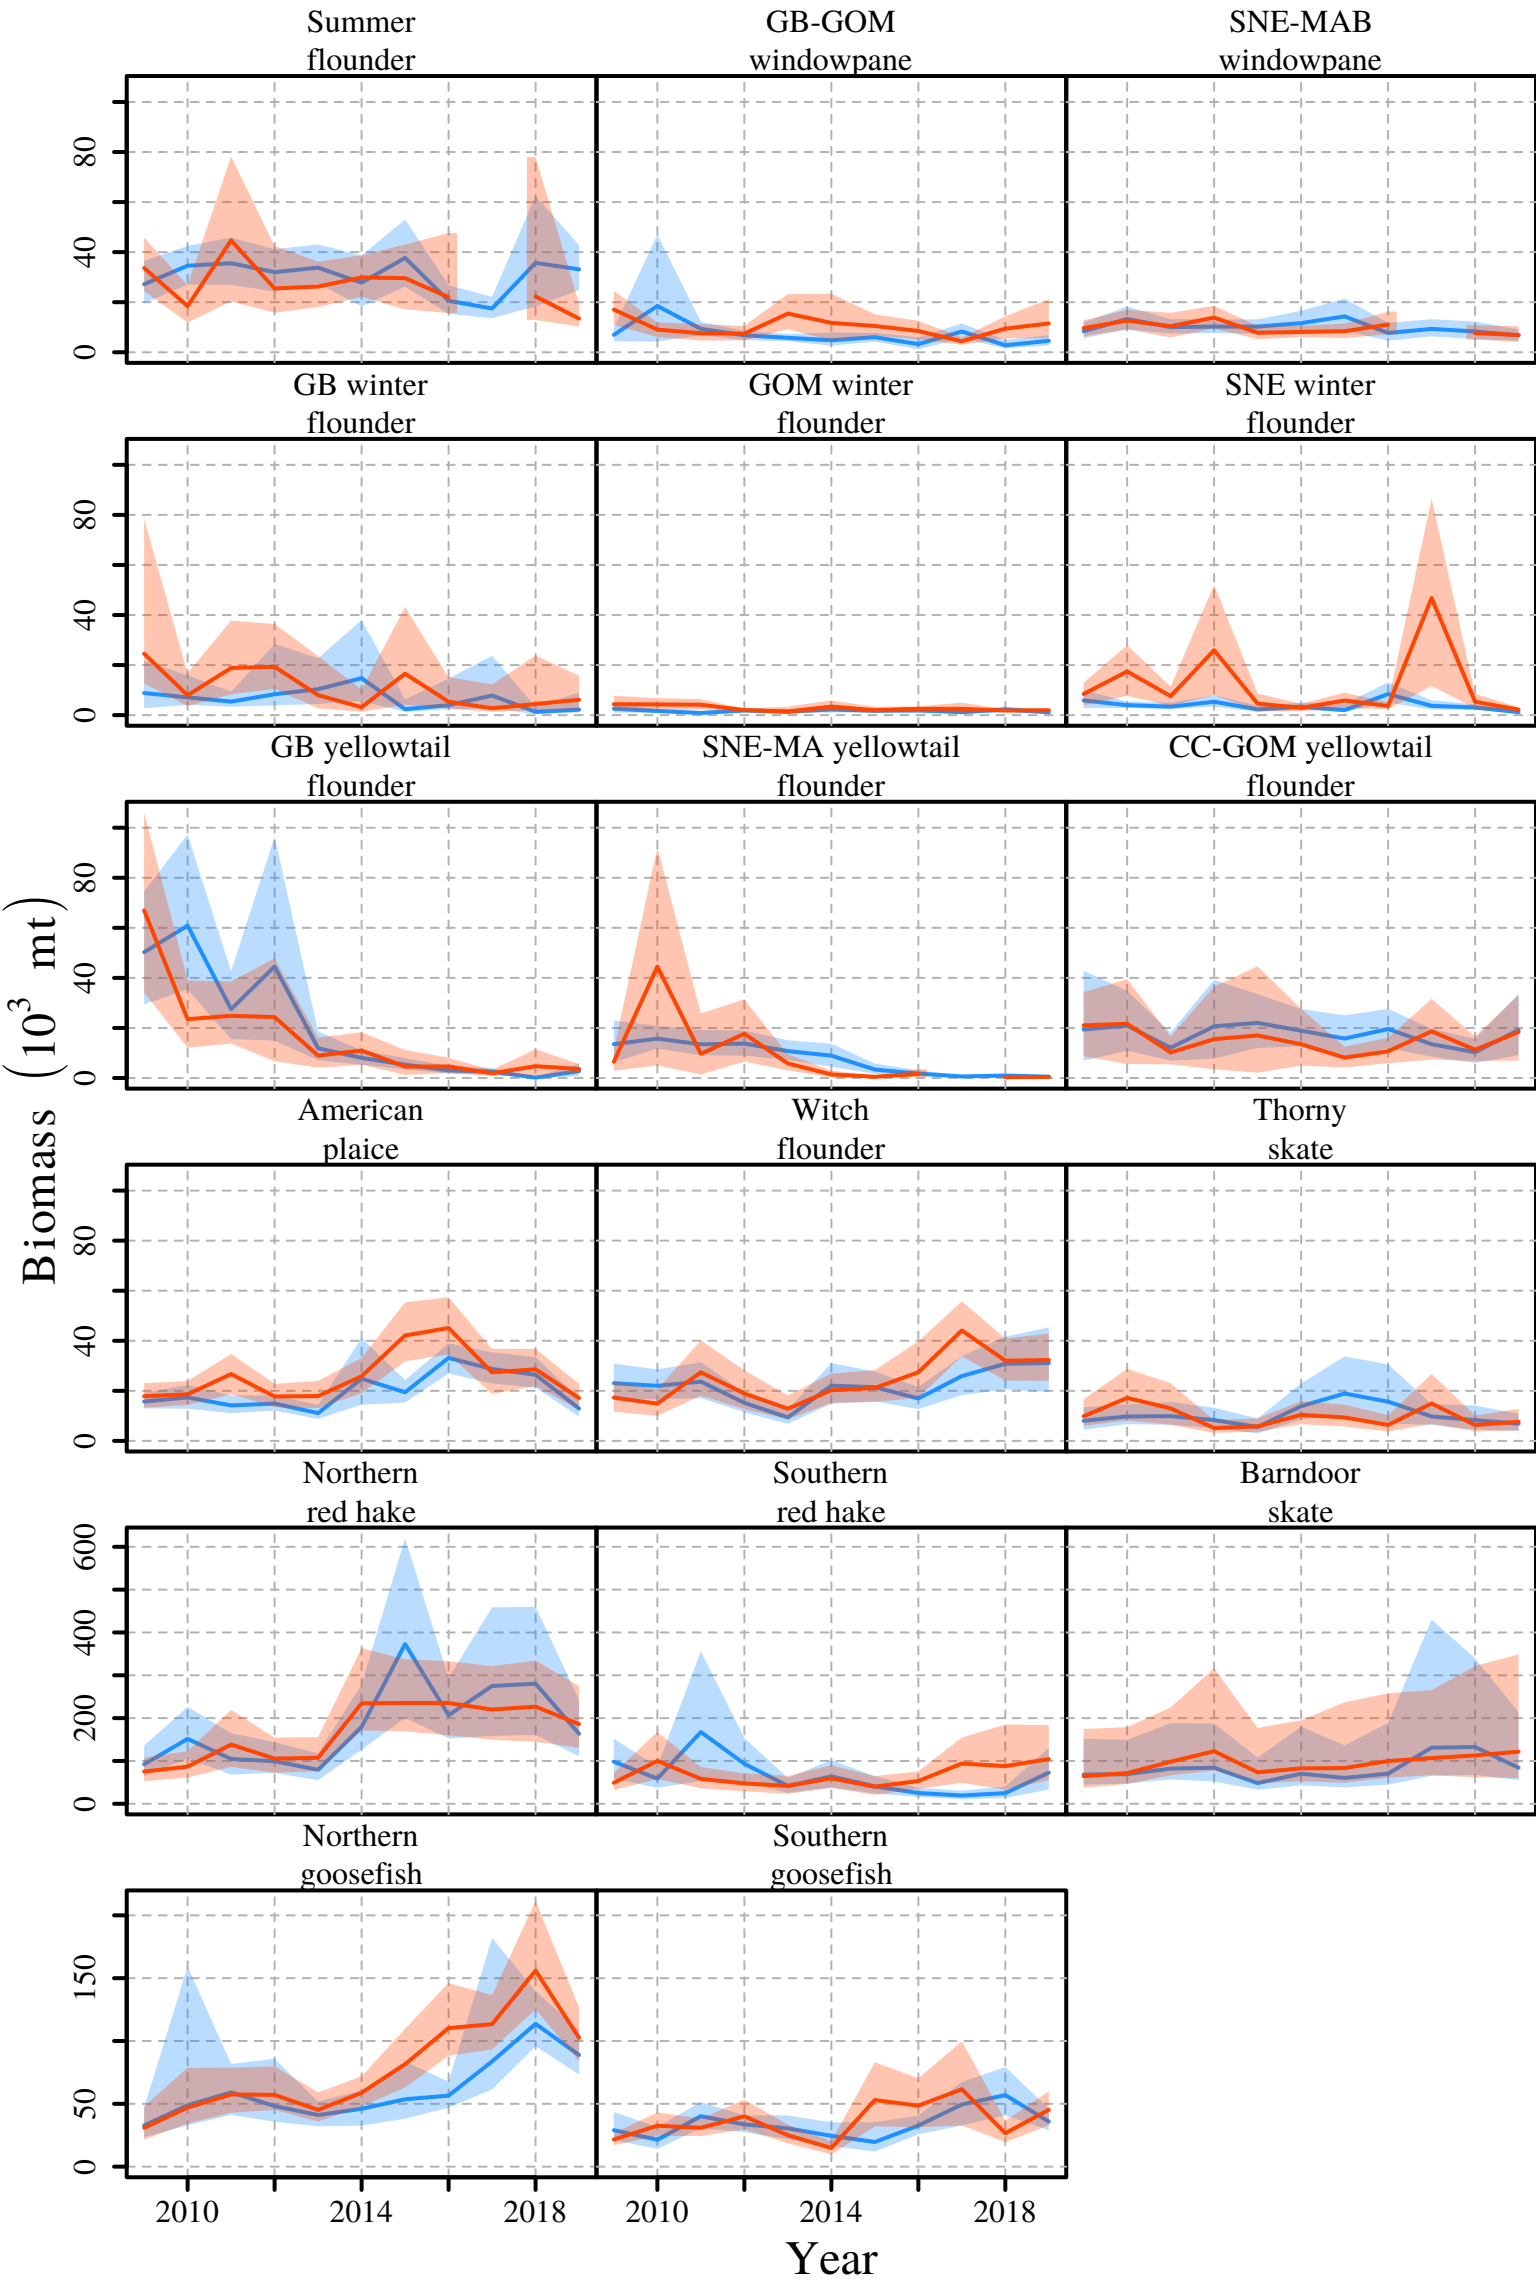 Summer
flounder
GB-GOM
windowpane
SNE-MAB
windowpane
80
40
0
GB winter
flounder
GOM winter
flounder
SNE winter
flounder
80
40
0
GB yellowtail
flounder
SNE-MA yellowtail
flounder
CC-GOM yellowtail
flounder
80
40
0
Biomass (10³ mt)
American
plaice
Witch
flounder
Thorny
skate
80
40
0
Northern
red hake
Southern
red hake
Barndoor
skate
600
400
200
0
Northern
goosefish
Southern
goosefish
150
50
0
2010 2014 2018 2010 2014 2018
Year